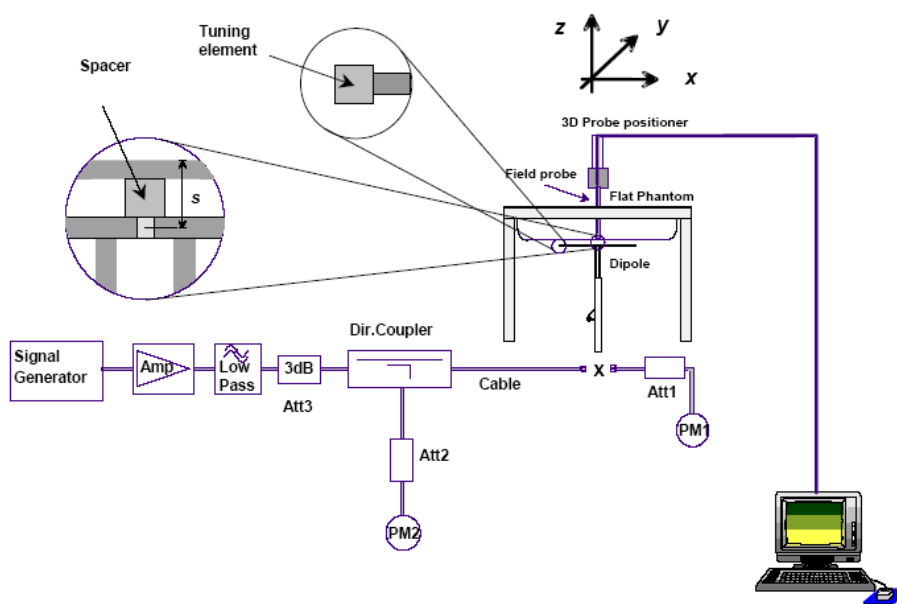 Tuning
element
Spacer
s
z
y
x
3D Probe positioner
Field probe
Flat Phantom
Dipole
Dir.Coupler
Signal
Generator
Amp
Low
Pass
3dB
Att3
Cable
x
Att1
PM1
Att2
PM2